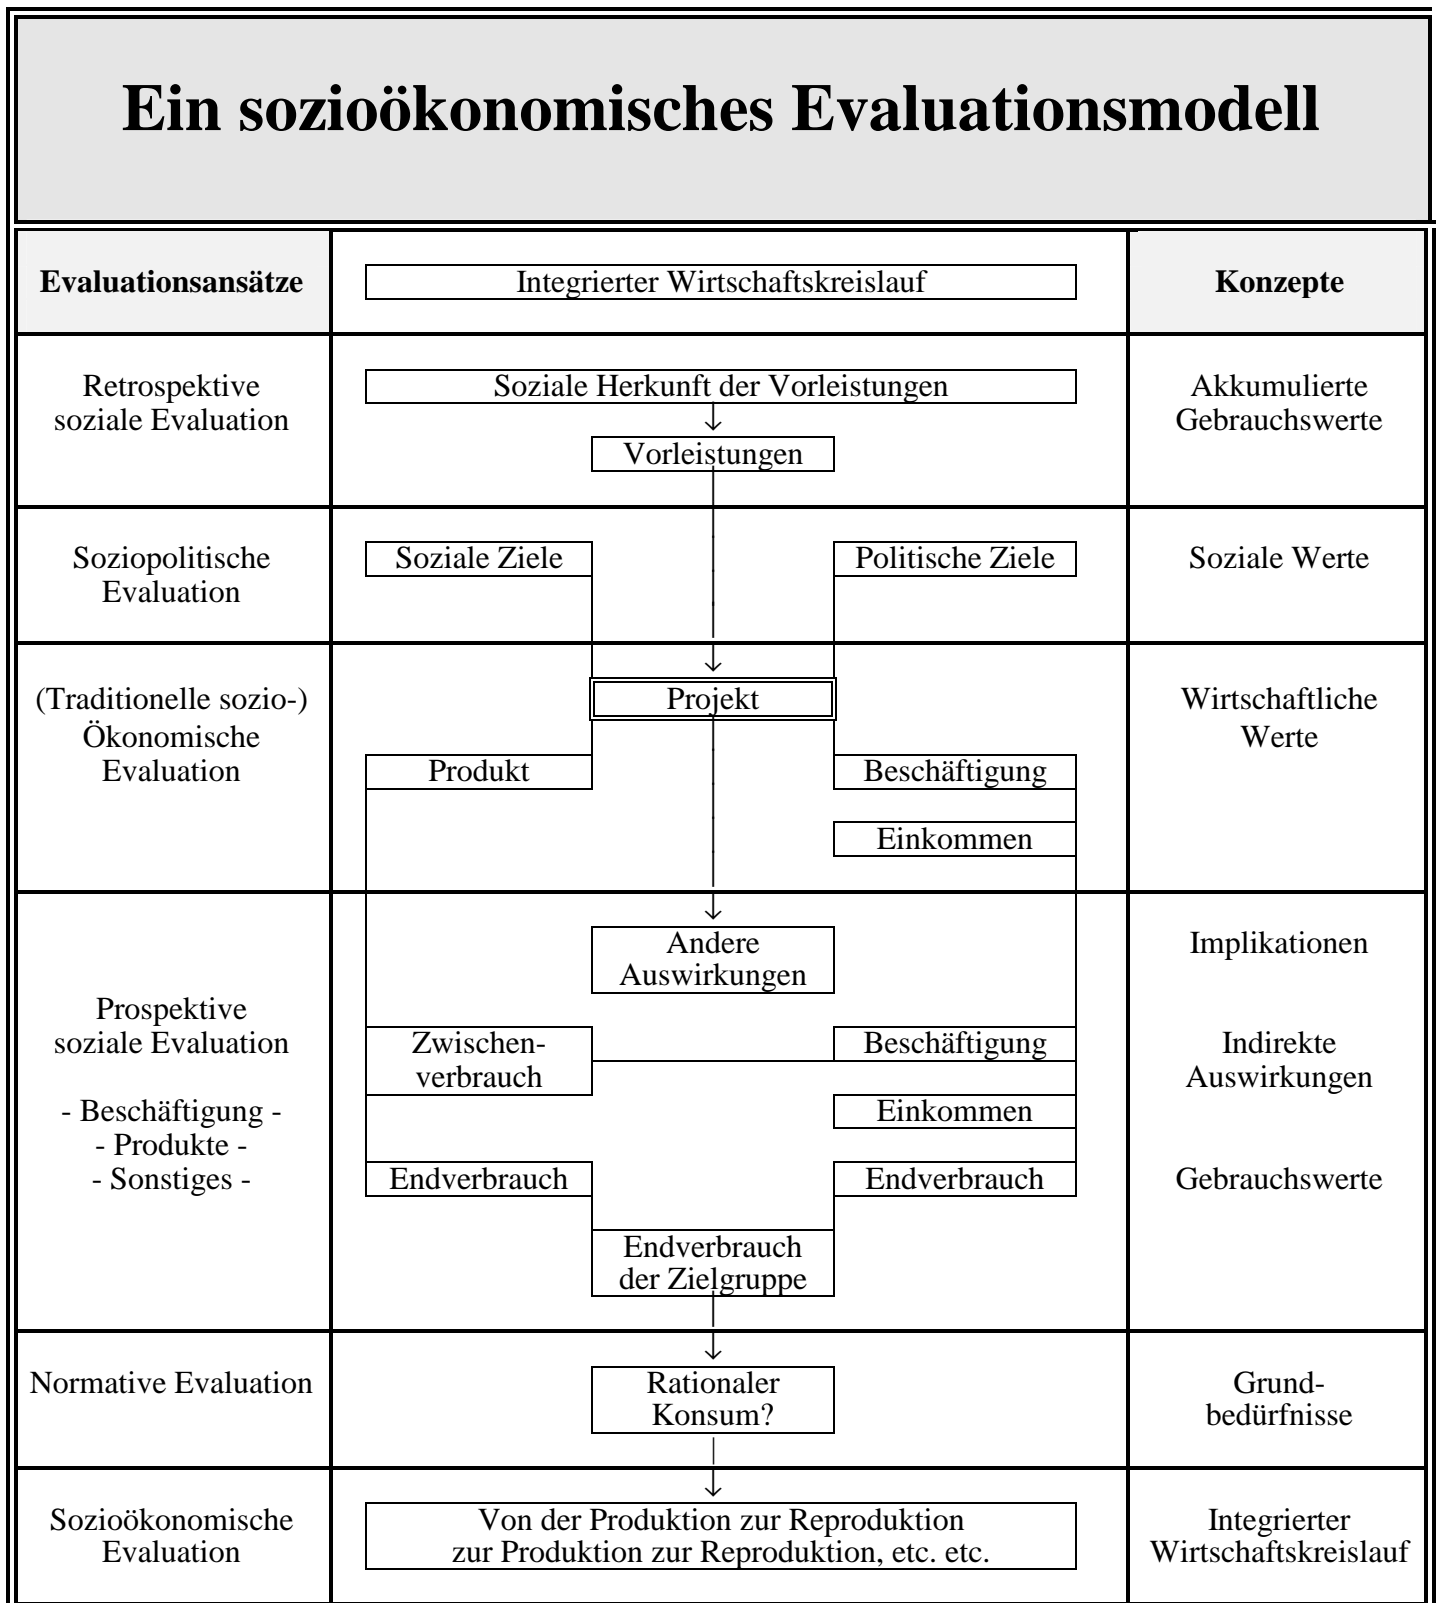 Ein sozioökonomisches Evaluationsmodell
Evaluationsansätze
Integrierter Wirtschaftskreislauf
Konzepte
Retrospektive
soziale Evaluation
Soziale Herkunft der Vorleistungen
Vorleistungen
Akkumulierte
Gebrauchswerte
Soziopolitische
Evaluation
Soziale Ziele
Politische Ziele
Soziale Werte
(Traditionelle sozio-)
Ökonomische
Evaluation
Projekt
Produkt
Beschäftigung
Einkommen
Wirtschaftliche
Werte
Prospektive
soziale Evaluation
- Beschäftigung -
- Produkte -
- Sonstiges -
Andere
Auswirkungen
Zwischen-
verbrauch
Beschäftigung
Einkommen
Endverbrauch
Endverbrauch
Endverbrauch
der Zielgruppe
Implikationen
Indirekte
Auswirkungen
Gebrauchswerte
Normative Evaluation
Rationaler
Konsum?
Grund-
bedürfnisse
Sozioökonomische
Evaluation
Von der Produktion zur Reproduktion
zur Produktion zur Reproduktion, etc. etc.
Integrierter
Wirtschaftskreislauf